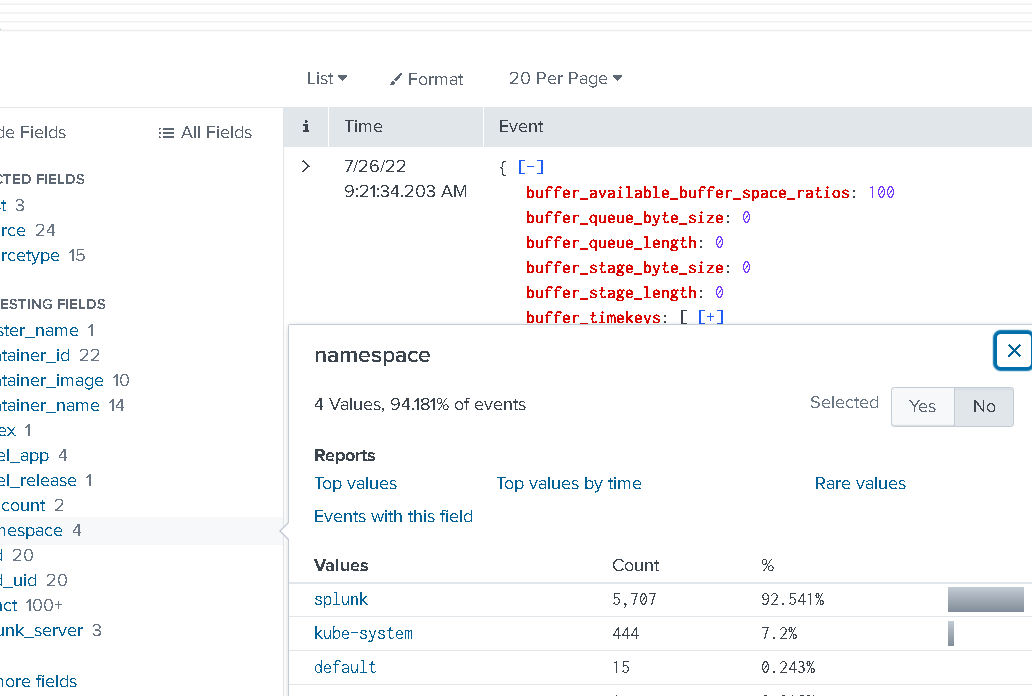 List Format 20 Per Page
de Fields All Fields
i Time Event
CTED FIELDS
t 3
rce 24
rcetype 15
ESTING FIELDS
ster_name 1
ntainer_id 22
ntainer_image 10
ntainer_name 14
ex 1
el_app 4
el_release 1
count 2
mespace 4
d 20
d_uid 20
nct 100+
unk_server 3
more fields
> 7/26/22
9:21:34.203 AM
{ [-]
buffer_available_buffer_space_ratios: 100
buffer_queue_byte_size: 0
buffer_queue_length: 0
buffer_stage_byte_size: 0
buffer_stage_length: 0
buffer_timekeys: [ [+]
namespace
4 Values, 94.181% of events
Selected Yes No
Reports
Top values Top values by time Rare values
Events with this field
Values Count %
splunk 5,707 92.541%
kube-system 444 7.2%
default 15 0.243%